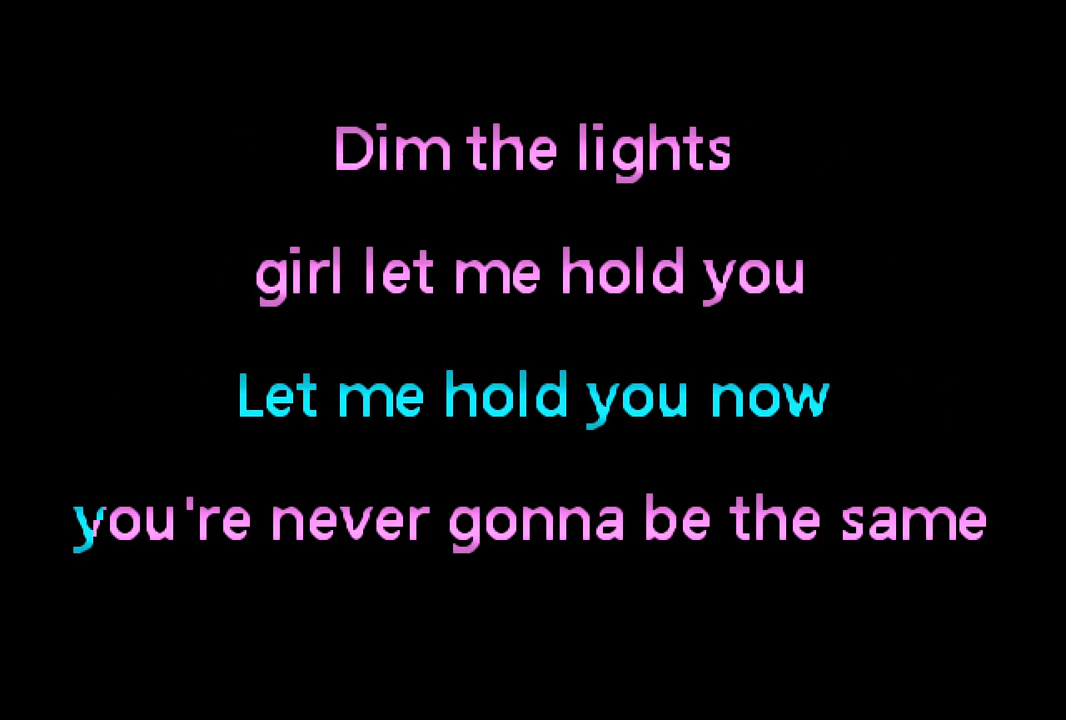 Dim the lights
girl let me hold you
Let me hold you now
you're never gonna be the same